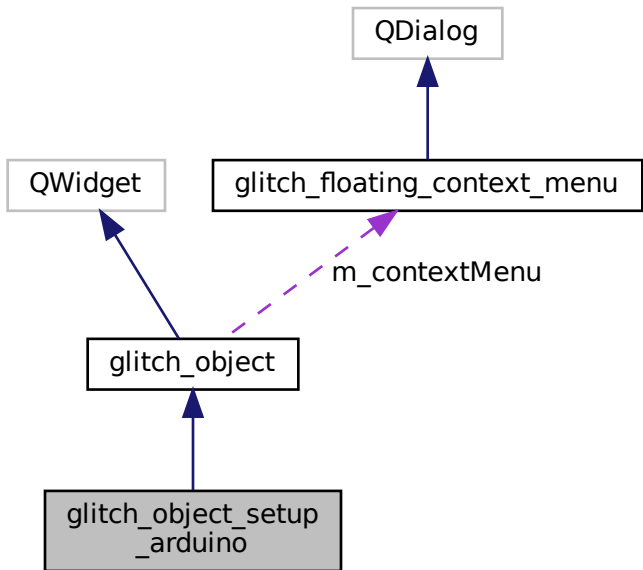 QDialog
QWidget
glitch_floating_context_menu
m_contextMenu
glitch_object
glitch_object_setup
_arduino